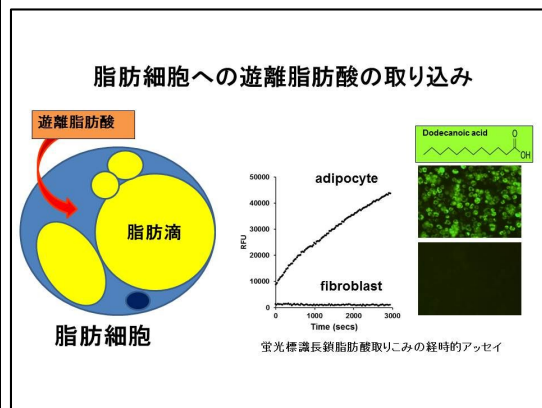 脂肪細胞への遊離脂肪酸の取り込み
遊離脂肪酸
脂肪滴
脂肪細胞
Dodecanoic acid
O
OH
adipocyte
fibroblast
RFU
50000
40000
30000
20000
10000
0
0 1000 2000 3000
Time (secs)
蛍光標識長鎖脂肪酸取りこみの経時的アッセイ